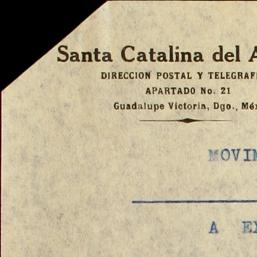 Santa Catalina del A
DIRECCION POSTAL Y TELEGRAFI
APARTADO No. 21
Guadalupe Victoria, Dgo., Méx
MOVIM
A EX